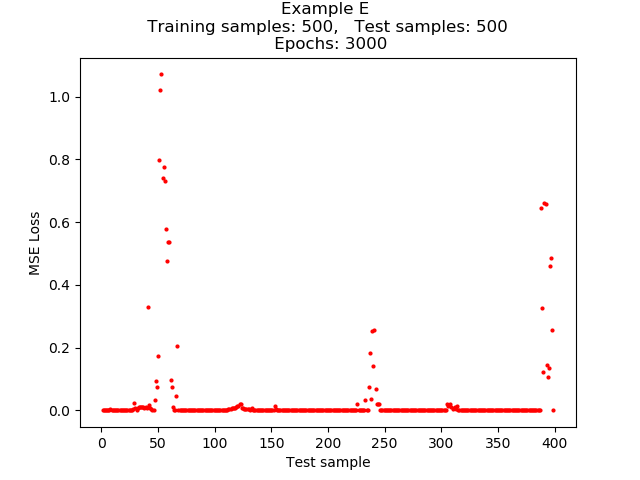 Example E
Training samples: 500,   Test samples: 500
Epochs: 3000
1.0
0.8
0.6
0.4
0.2
0.0
MSE Loss
0 50 100 150 200 250 300 350 400
Test sample